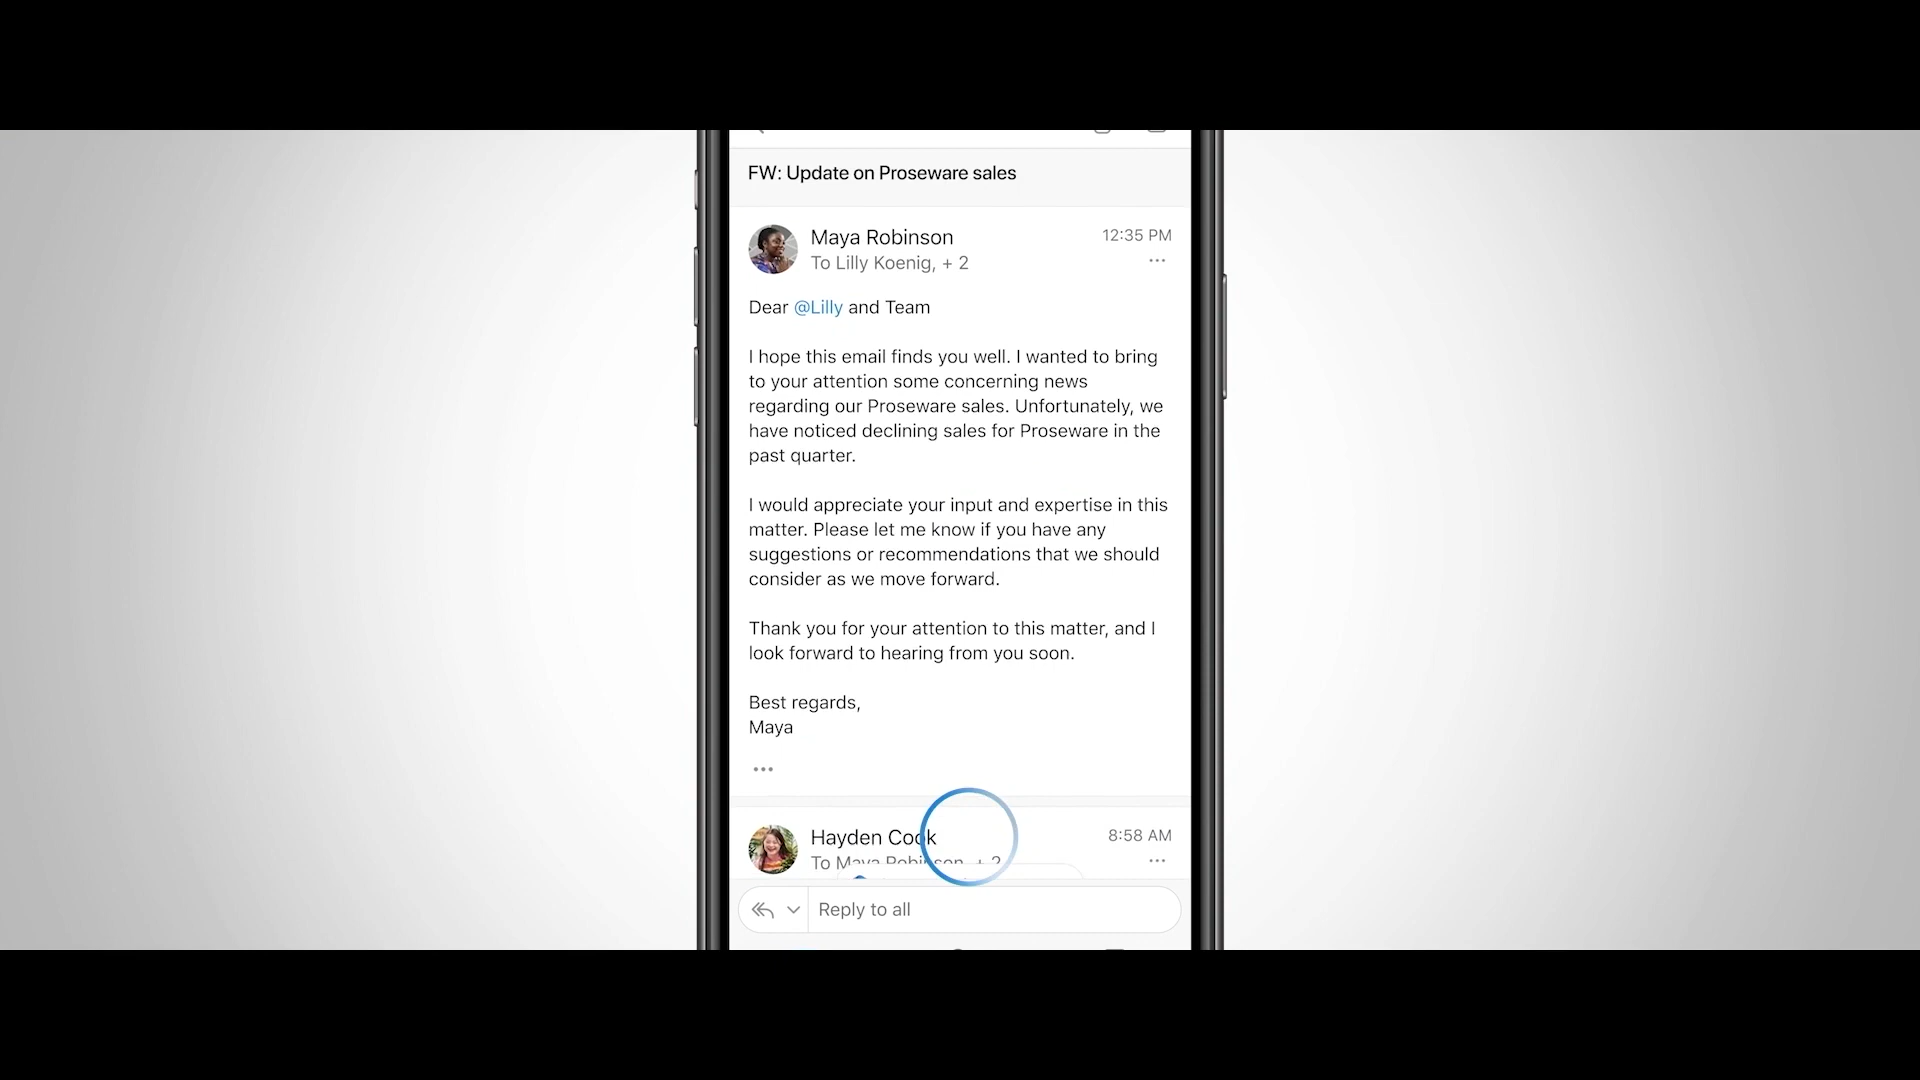 FW: Update on Proseware sales
Maya Robinson
12:35 PM
To Lilly Koenig, + 2
Dear @Lilly and Team
I hope this email finds you well. I wanted to bring
to your attention some concerning news
regarding our Proseware sales. Unfortunately, we
have noticed declining sales for Proseware in the
past quarter.
I would appreciate your input and expertise in this
matter. Please let me know if you have any
suggestions or recommendations that we should
consider as we move forward.
Thank you for your attention to this matter, and I
look forward to hearing from you soon.
Best regards,
Maya
Hayden Cook
8:58 AM
To Maya Robinson, + 2
Reply to all